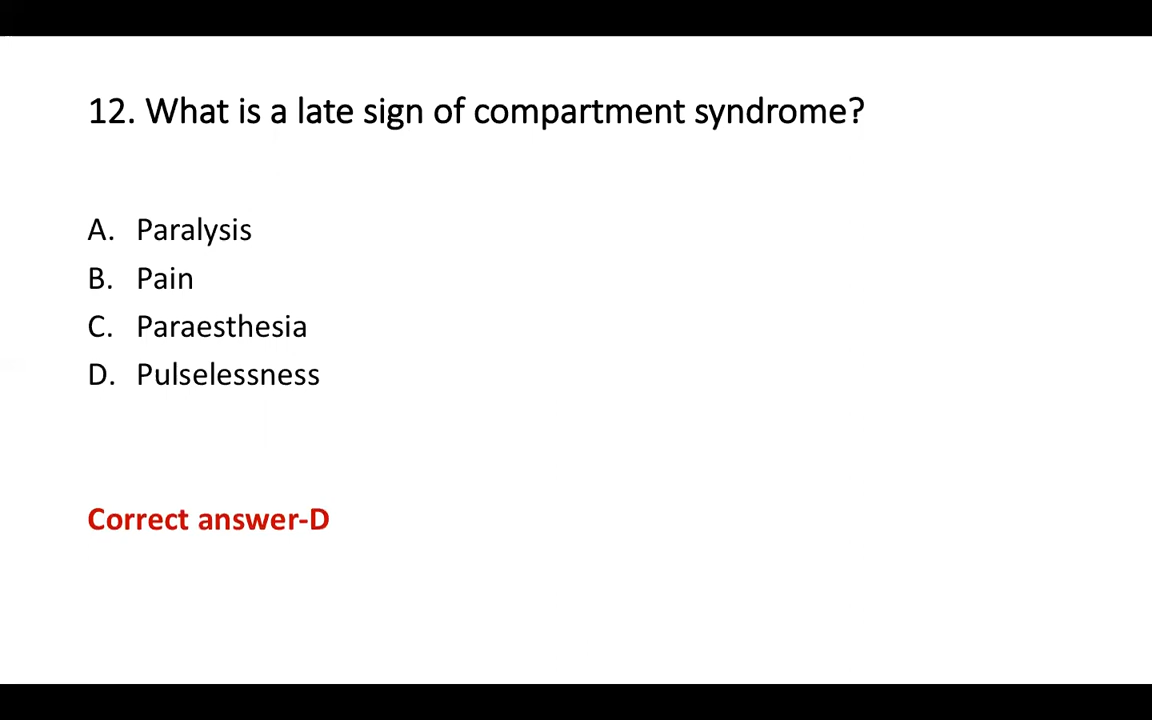 12. What is a late sign of compartment syndrome?
A. Paralysis
B. Pain
C. Paraesthesia
D. Pulselessness
Correct answer-D